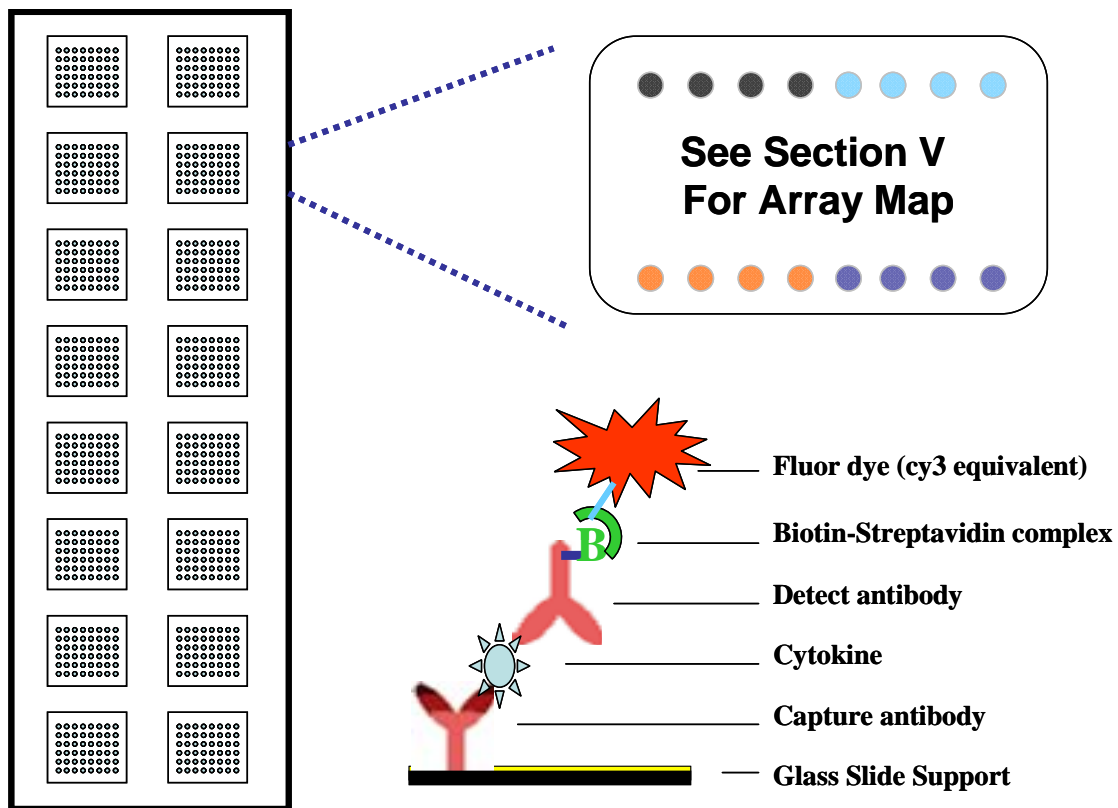 See Section V
For Array Map
Fluor dye (cy3 equivalent)
B
Biotin-Streptavidin complex
Detect antibody
Cytokine
Capture antibody
Glass Slide Support